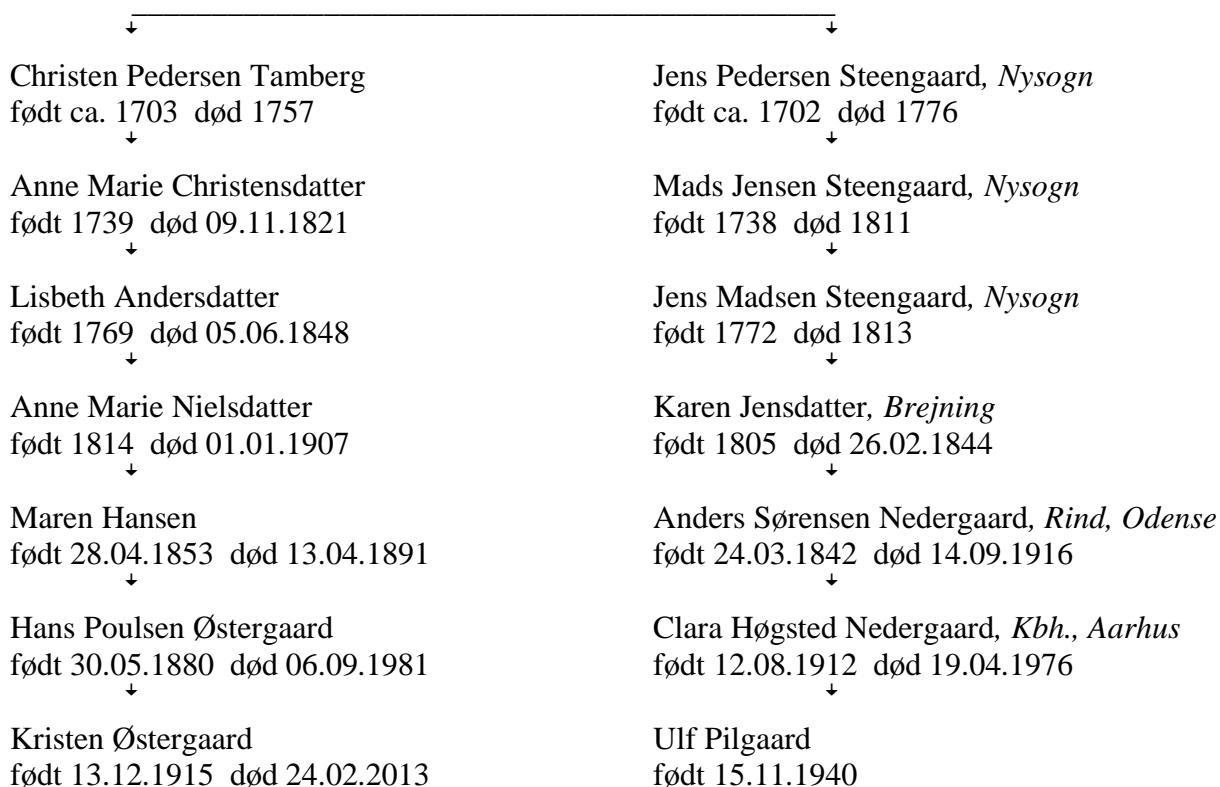 Christen Pedersen Tamberg
født ca. 1703 død 1757
Anne Marie Christensdatter
født 1739 død 09.11.1821
Lisbeth Andersdatter
født 1769 død 05.06.1848
Anne Marie Nielsdatter
født 1814 død 01.01.1907
Maren Hansen
født 28.04.1853 død 13.04.1891
Hans Poulsen Østergaard
født 30.05.1880 død 06.09.1981
Kristen Østergaard
født 13.12.1915 død 24.02.2013
Jens Pedersen Steengaard, Nysogn
født ca. 1702 død 1776
Mads Jensen Steengaard, Nysogn
født 1738 død 1811
Jens Madsen Steengaard, Nysogn
født 1772 død 1813
Karen Jensdatter, Brejning
født 1805 død 26.02.1844
Anders Sørensen Nedergaard, Rind, Odense
født 24.03.1842 død 14.09.1916
Clara Høgsted Nedergaard, Kbh., Aarhus
født 12.08.1912 død 19.04.1976
Ulf Pilgaard
født 15.11.1940